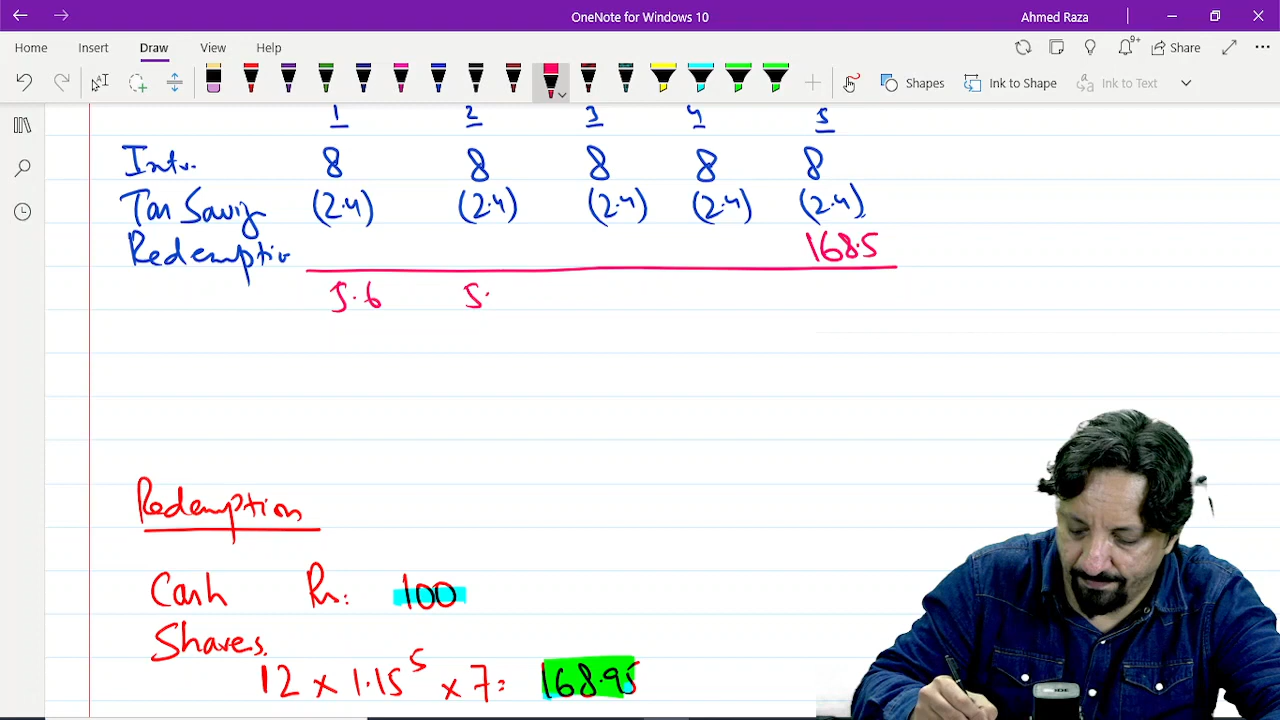 OneNote for Windows 10
Ahmed Raza
Home Insert Draw View Help
9+
Share
Shapes
Ink to Shape
Ink to Text
1 2 3 4 5
Intr. 8 8 8 8 8
Tax Saving (2.4) (2.4) (2.4) (2.4) (2.4)
Redemption 168.5
5.6 5.
Redemption
Cash Rs. 100
Shares.
12 x 1.15^5 x 7 = 168.95